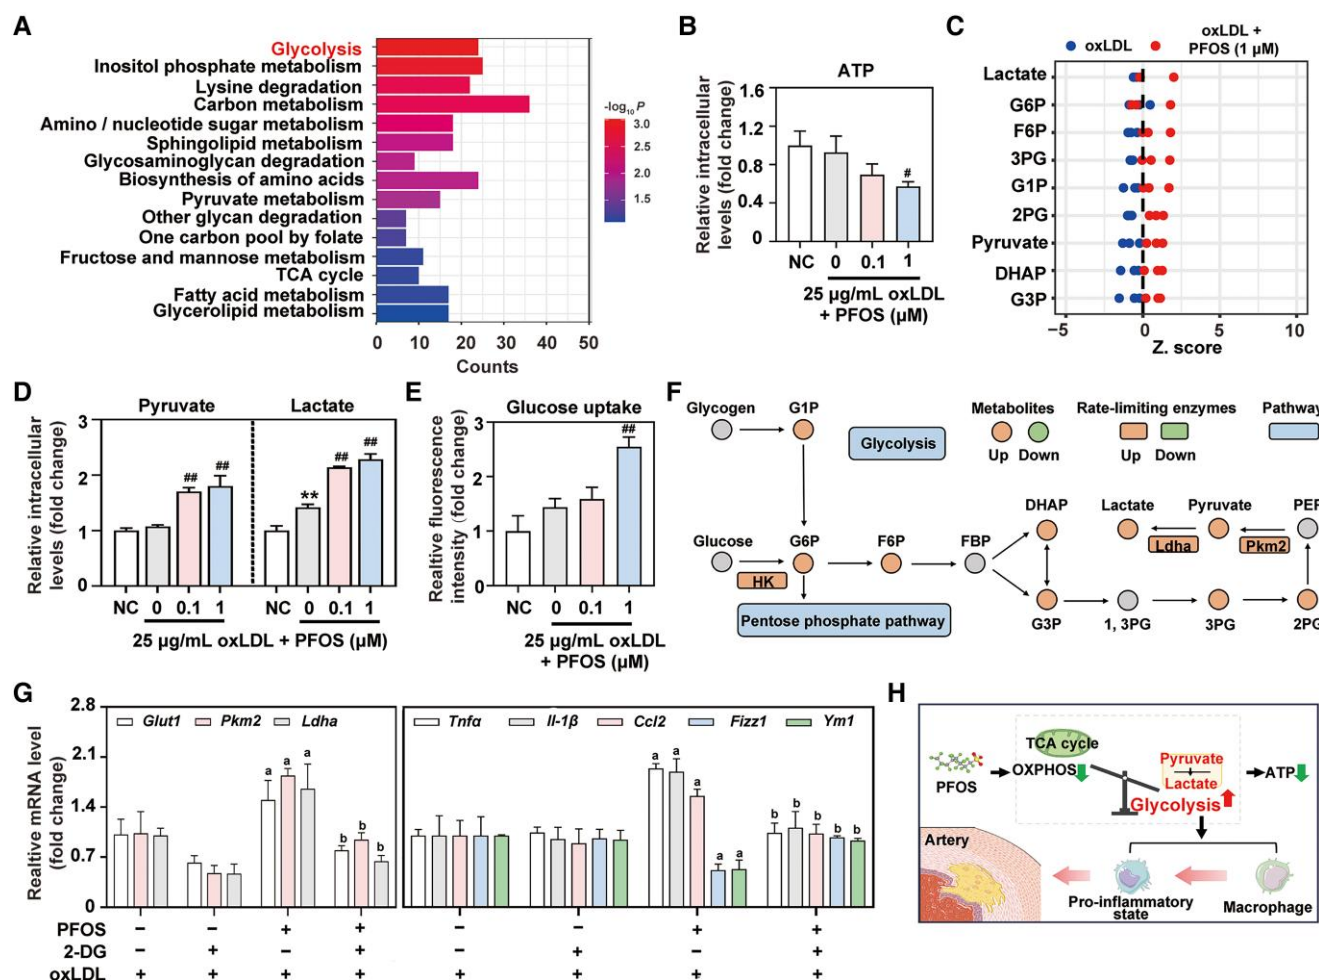 A
Glycolysis
Inositol phosphate metabolism
Lysine degradation
Carbon metabolism
Amino / nucleotide sugar metabolism
Sphingolipid metabolism
Glycosaminoglycan degradation
Biosynthesis of amino acids
Pyruvate metabolism
Other glycan degradation
One carbon pool by folate
Fructose and mannose metabolism
TCA cycle
Fatty acid metabolism
Glycerolipid metabolism
0 10 20 30 40 50
Counts
-log10 P
3.0
2.5
2.0
1.5
B
ATP
Relative intracellular
levels (fold change)
1.6
1.2
0.8
0.4
0
#
NC 0 0.1 1
25 µg/mL oxLDL
+ PFOS (µM)
C
oxLDL
oxLDL +
PFOS (1 µM)
Lactate
G6P
F6P
3PG
G1P
2PG
Pyruvate
DHAP
G3P
−5 0 5 10
Z. score
D
Pyruvate Lactate
Relative intracellular
levels (fold change)
3
2
1
0
## ## ** ## ##
NC 0 0.1 1 NC 0 0.1 1
25 µg/mL oxLDL + PFOS (µM)
E
Glucose uptake
Realtive fluorescence
intensity (fold change)
3
2
1
0
##
NC 0 0.1 1
25 µg/mL oxLDL
+ PFOS (µM)
F
Glycogen G1P
Glycolysis
Metabolites Rate-limiting enzymes Pathway
Up Down Up Down
DHAP Lactate Pyruvate PEP
Ldha Pkm2
Glucose G6P F6P FBP
HK
Pentose phosphate pathway
G3P 1, 3PG 3PG 2PG
G
Realtive mRNA level
(fold change)
2.8
2.1
1.4
0.7
0
Glut1 Pkm2 Ldha
a a a
b b b
Tnfα Il-1β Ccl2 Fizz1 Ym1
a a a a a
b b b b b
PFOS − − + + − − + +
2-DG − + − + − + − +
oxLDL + + + + + + + +
H
PFOS
TCA cycle
OXPHOS
Pyruvate
Lactate
Glycolysis
ATP
Artery
Pro-inflammatory
state
Macrophage